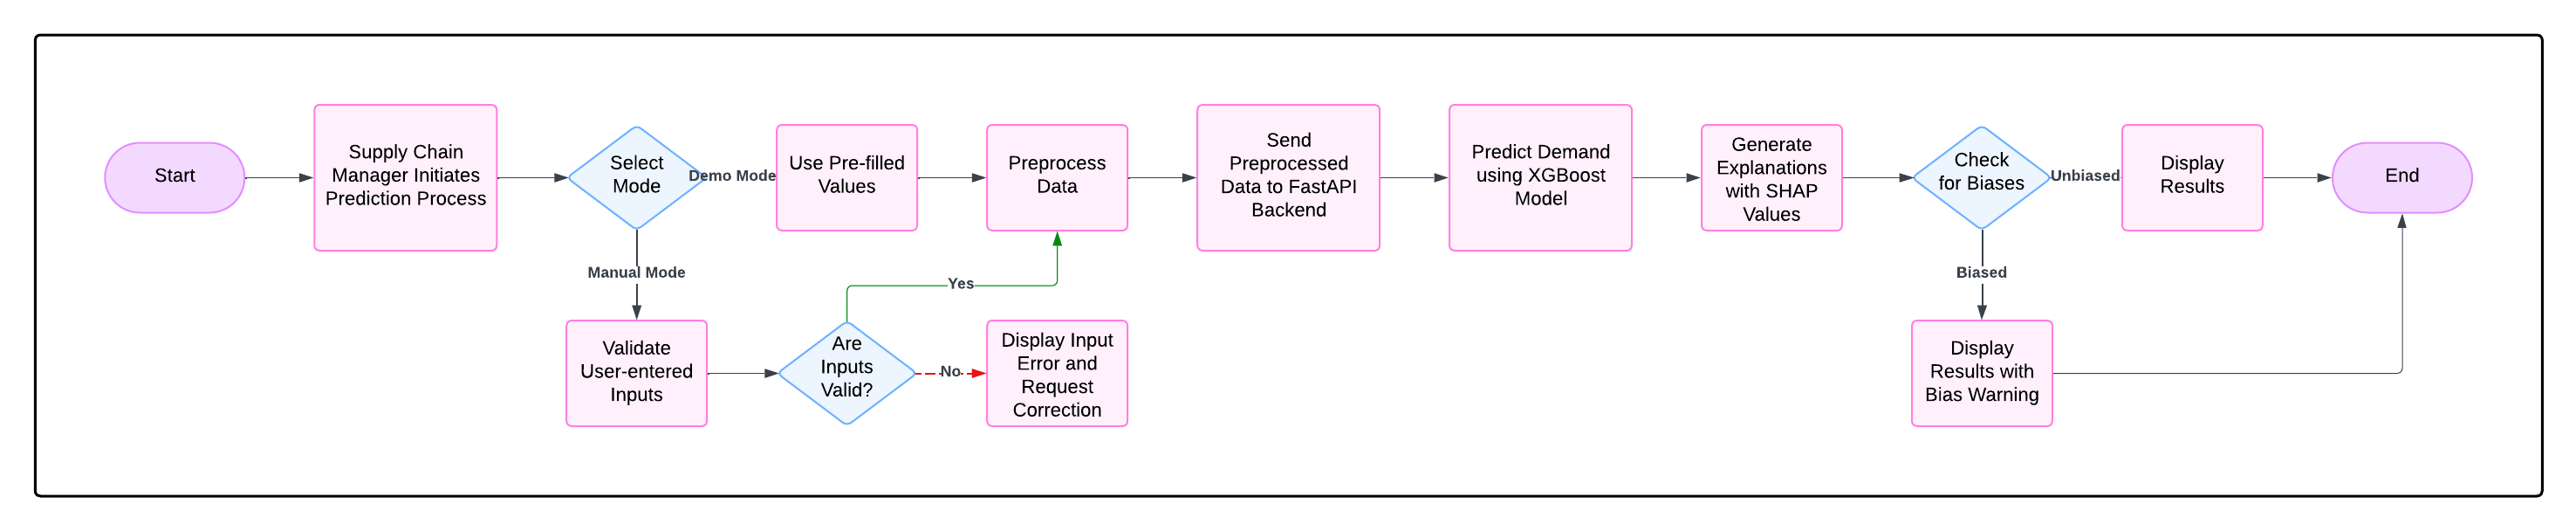 Start
Supply Chain
Manager Initiates
Prediction Process
Select
Mode
Demo Mode
Use Pre-filled
Values
Preprocess
Data
Send
Preprocessed
Data to FastAPI
Backend
Predict Demand
using XGBoost
Model
Generate
Explanations
with SHAP
Values
Check
for Biases
Unbiased
Display
Results
End
Manual Mode
Validate
User-entered
Inputs
Are
Inputs
Valid?
Yes
No
Display Input
Error and
Request
Correction
Biased
Display
Results with
Bias Warning